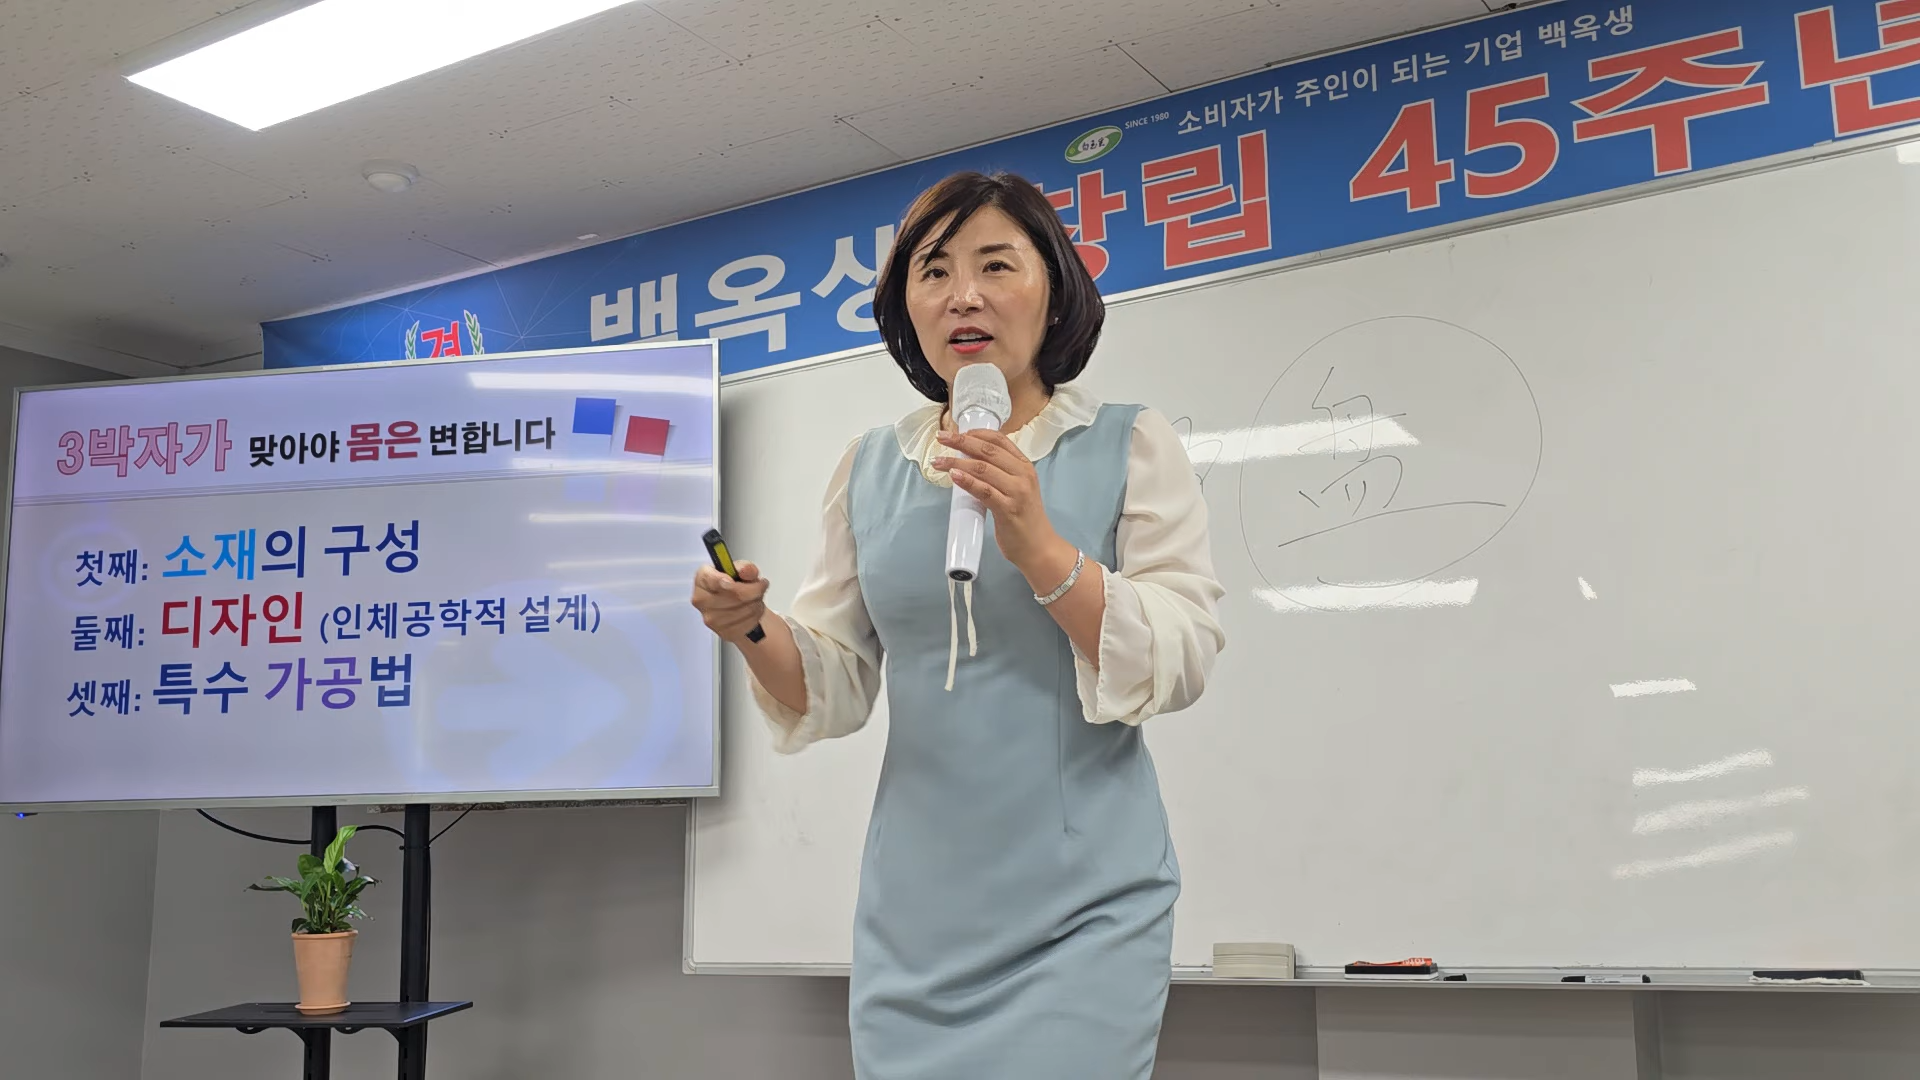 SINCE 1980 소비자가 주인이 되는 기업 백옥생
경
백옥생 창립 45주년
3박자가 맞아야 몸은 변합니다
첫째: 소재의 구성
둘째: 디자인 (인체공학적 설계)
셋째: 특수 가공법